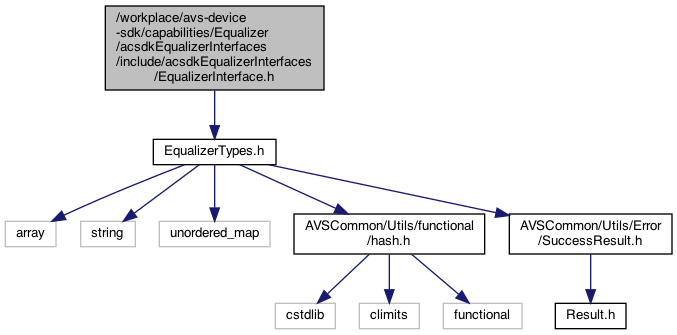 /workplace/avs-device
-sdk/capabilities/Equalizer
/acsdkEqualizerInterfaces
/include/acsdkEqualizerInterfaces
/EqualizerInterface.h
EqualizerTypes.h
array
string
unordered_map
AVSCommon/Utils/functional
/hash.h
AVSCommon/Utils/Error
/SuccessResult.h
cstdlib
climits
functional
Result.h